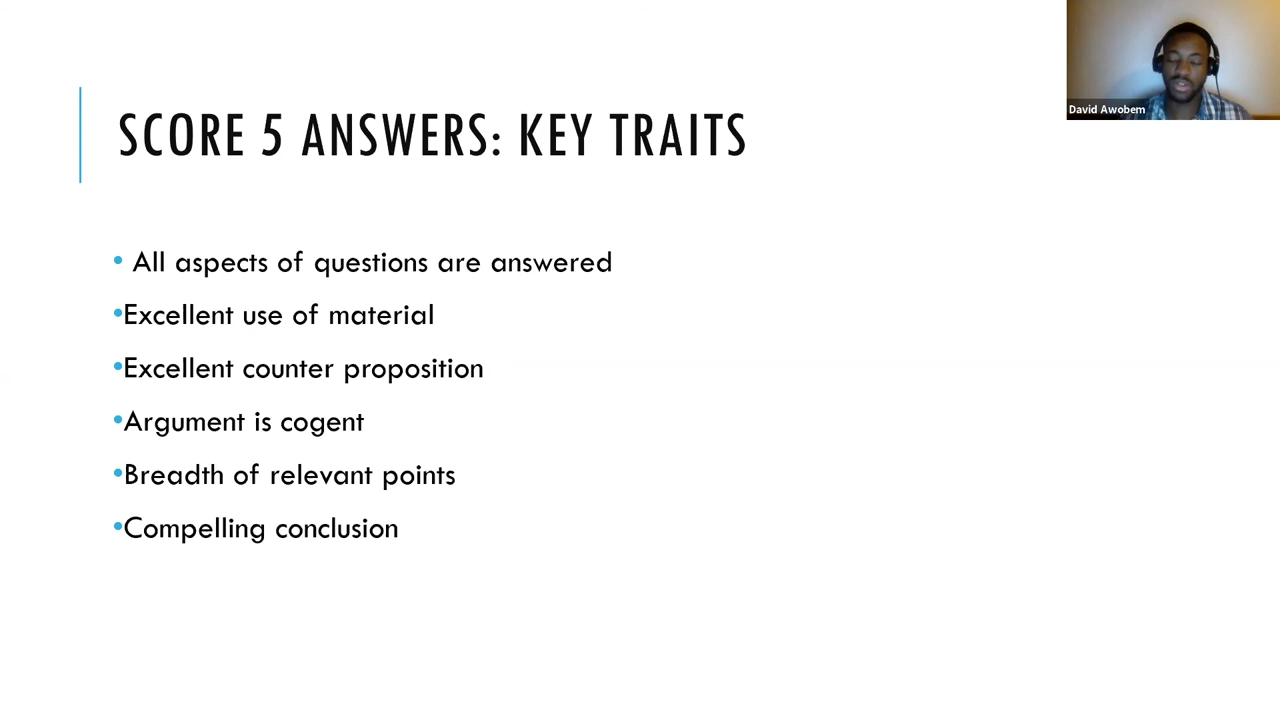 David Awobem
SCORE 5 ANSWERS: KEY TRAITS
• All aspects of questions are answered
•Excellent use of material
•Excellent counter proposition
•Argument is cogent
•Breadth of relevant points
•Compelling conclusion